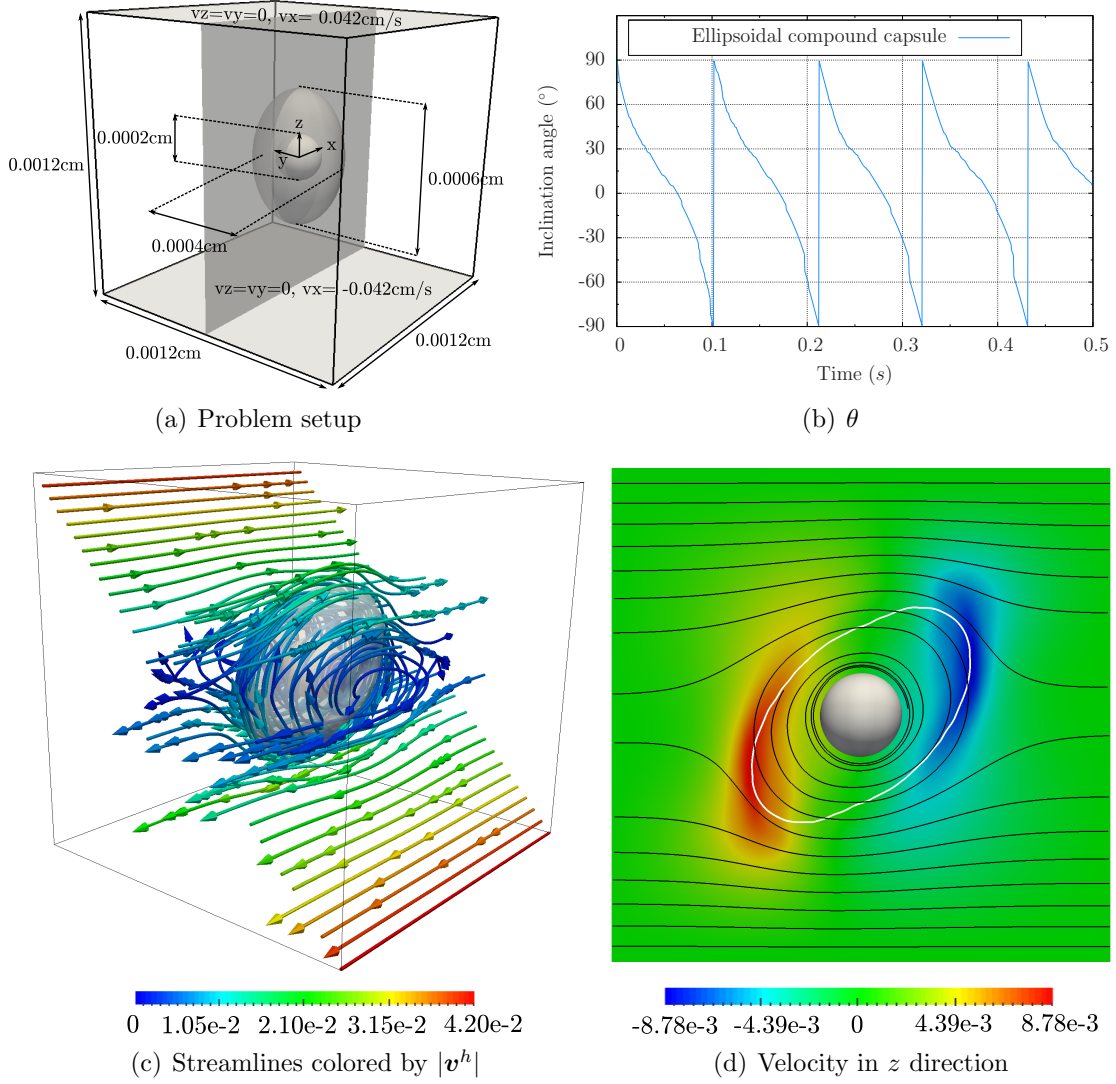 vz=vy=0, vx= 0.042cm/s
0.0002cm
z
y
x
0.0012cm
0.0006cm
0.0004cm
vz=vy=0, vx= -0.042cm/s
0.0012cm
0.0012cm
(a) Problem setup
Ellipsoidal compound capsule
90
60
30
0
-30
-60
-90
Inclination angle (°)
0
0.1
0.2
0.3
0.4
0.5
Time (s)
(b) θ
0
1.05e-2
2.10e-2
3.15e-2
4.20e-2
(c) Streamlines colored by |𝒗ʰ|
-8.78e-3
-4.39e-3
0
4.39e-3
8.78e-3
(d) Velocity in z direction